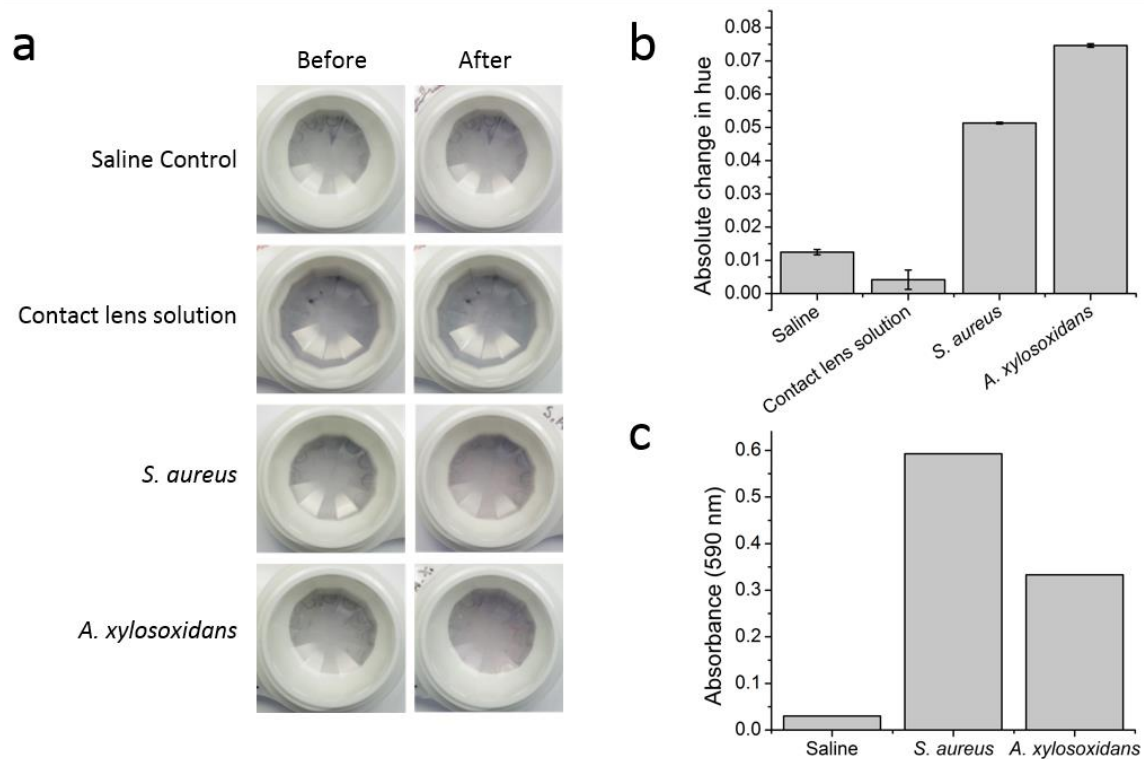 a
Before After
Saline Control
Contact lens solution
S. aureus
A. xylosoxidans
b
Absolute change in hue
0.08
0.07
0.06
0.05
0.04
0.03
0.02
0.01
0.00
Saline
Contact lens solution
S. aureus
A. xylosoxidans
c
Absorbance (590 nm)
0.6
0.5
0.4
0.3
0.2
0.1
0.0
Saline S. aureus A. xylosoxidans